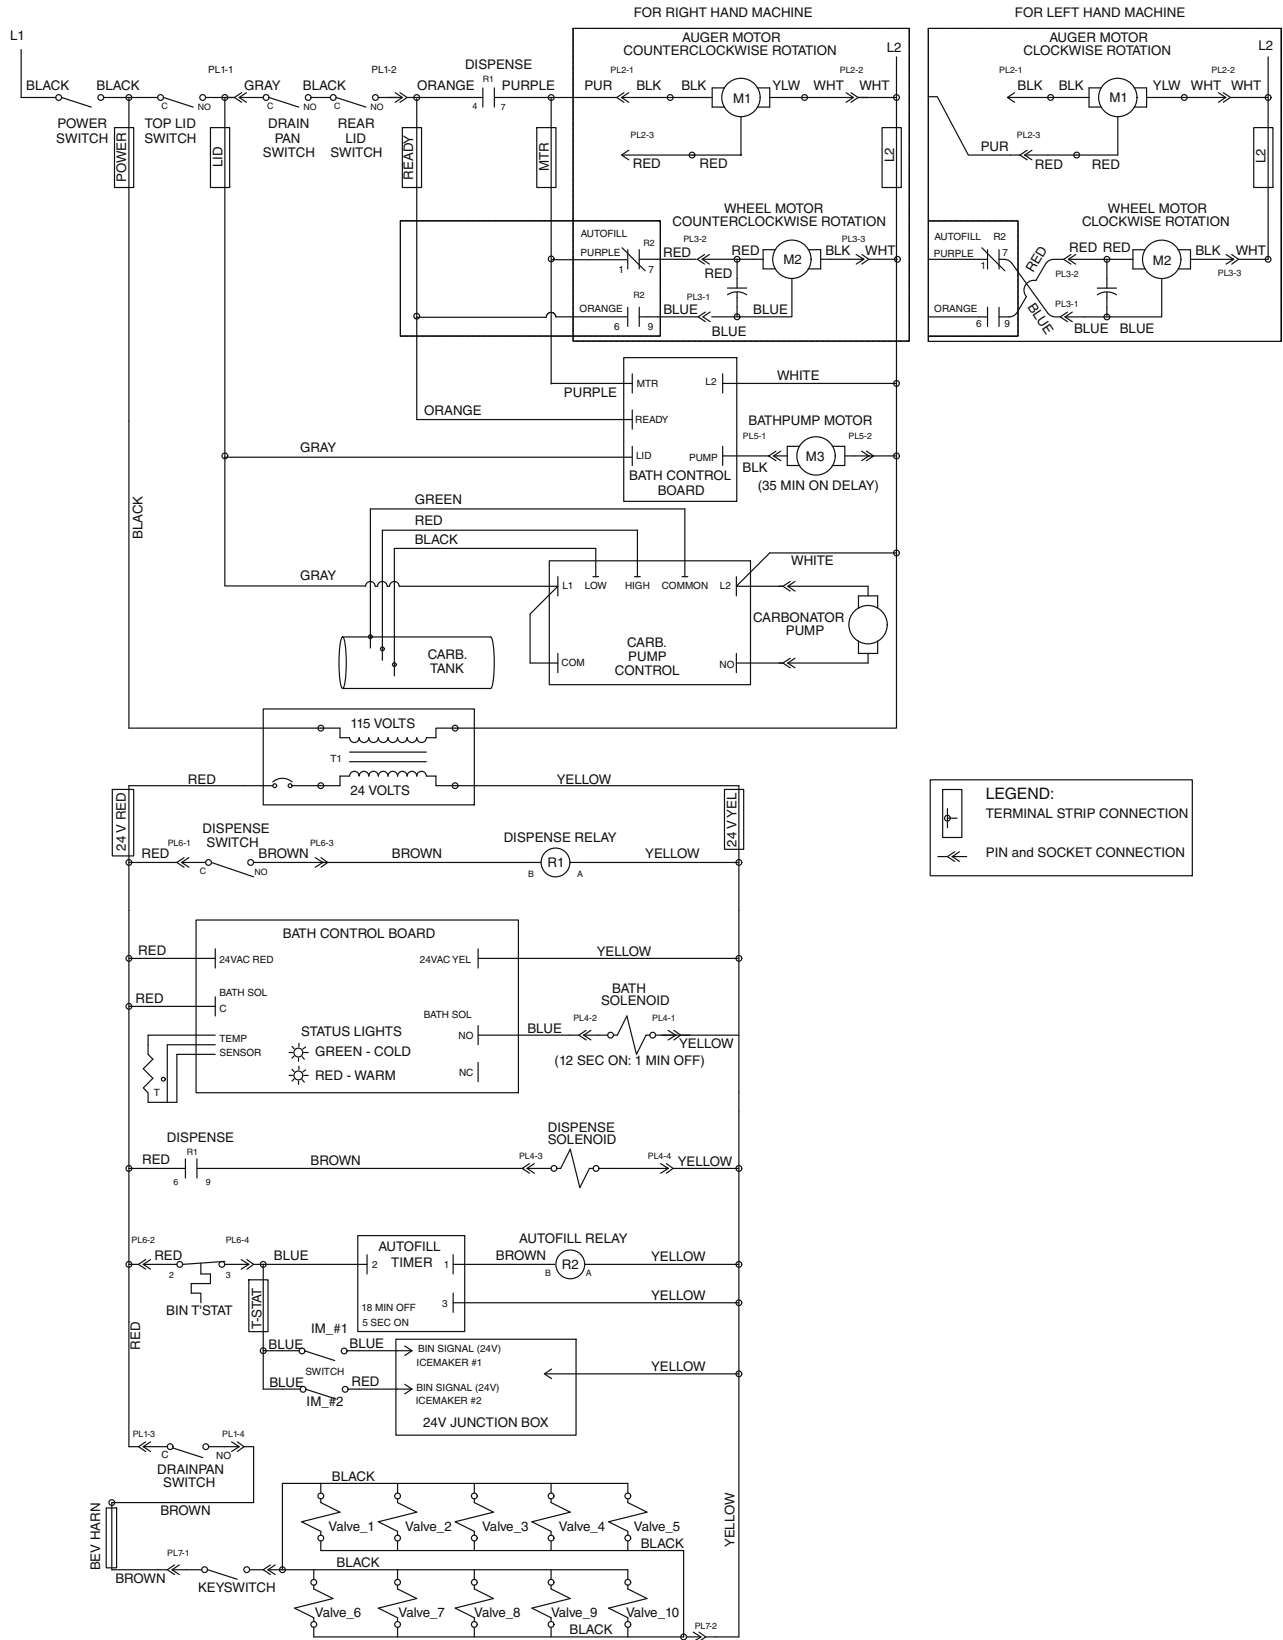 FOR RIGHT HAND MACHINE
FOR LEFT HAND MACHINE
L1
AUGER MOTOR
COUNTERCLOCKWISE ROTATION
L2
AUGER MOTOR
CLOCKWISE ROTATION
L2
BLACK
BLACK
PL1-1
GRAY
BLACK
PL1-2
ORANGE
DISPENSE
R1
4
7
PURPLE
PUR
PL2-1
BLK
BLK
M1
YLW
WHT
PL2-2
WHT
PL2-1
BLK
BLK
M1
YLW
WHT
PL2-2
WHT
POWER
SWITCH
C
NO
TOP LID
SWITCH
C
NO
DRAIN
PAN
SWITCH
C
NO
REAR
LID
SWITCH
POWER
LID
READY
MTR
PL2-3
RED
RED
L2
PUR
PL2-3
RED
RED
L2
WHEEL MOTOR
COUNTERCLOCKWISE ROTATION
WHEEL MOTOR
CLOCKWISE ROTATION
AUTOFILL
PURPLE
R2
1
7
RED
PL3-2
RED
RED
M2
BLK
PL3-3
WHT
ORANGE
R2
6
9
BLUE
PL3-1
BLUE
BLUE
AUTOFILL
PURPLE
R2
1
7
RED
RED
RED
PL3-2
M2
BLK
WHT
PL3-3
ORANGE
6
9
BLUE
PL3-1
BLUE
BLUE
PURPLE
MTR
L2
WHITE
ORANGE
READY
BATHPUMP MOTOR
PL5-1
PL5-2
GRAY
LID
PUMP
BLK
M3
BATH CONTROL
BOARD
(35 MIN ON DELAY)
BLACK
GREEN
RED
BLACK
GRAY
L1
LOW
HIGH
COMMON
L2
WHITE
CARB.
TANK
COM
CARB.
PUMP
CONTROL
NO
CARBONATOR
PUMP
115 VOLTS
T1
24 VOLTS
RED
YELLOW
24 V RED
24 V YEL
LEGEND:
TERMINAL STRIP CONNECTION
PIN and SOCKET CONNECTION
DISPENSE
SWITCH
RED
PL6-1
C
NO
BROWN
PL6-3
BROWN
DISPENSE RELAY
B
R1
A
YELLOW
BATH CONTROL BOARD
RED
24VAC RED
24VAC YEL
YELLOW
RED
BATH SOL
C
BATH
SOLENOID
TEMP
SENSOR
T
STATUS LIGHTS
GREEN - COLD
RED - WARM
BATH SOL
NO
NC
BLUE
PL4-2
PL4-1
YELLOW
(12 SEC ON: 1 MIN OFF)
DISPENSE
RED
R1
6
9
BROWN
DISPENSE
SOLENOID
PL4-3
PL4-4
YELLOW
PL6-2
RED
PL6-4
2
3
BIN T'STAT
BLUE
T-STAT
AUTOFILL
TIMER
2
1
3
18 MIN OFF
5 SEC ON
BROWN
AUTOFILL RELAY
B
R2
A
YELLOW
YELLOW
RED
IM_#1
BLUE
BLUE
SWITCH
BLUE
RED
IM_#2
BIN SIGNAL (24V)
ICEMAKER #1
BIN SIGNAL (24V)
ICEMAKER #2
24V JUNCTION BOX
YELLOW
PL1-3
PL1-4
C
NO
DRAINPAN
SWITCH
BROWN
BEV HARN
BLACK
Valve_1
Valve_2
Valve_3
Valve_4
Valve_5
BLACK
YELLOW
BROWN
PL7-1
KEYSWITCH
BLACK
Valve_6
Valve_7
Valve_8
Valve_9
Valve_10
BLACK
PL7-2